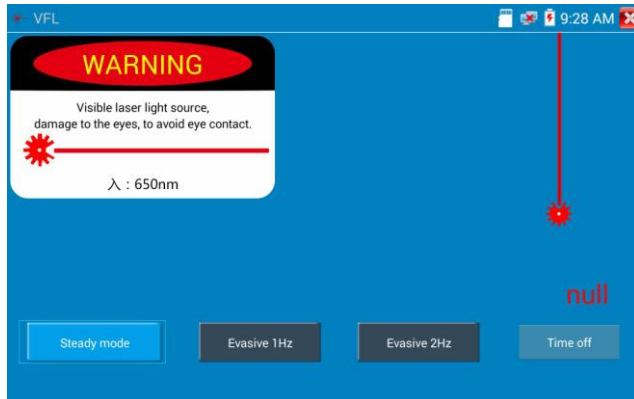 VFL
9:28 AM
WARNING
Visible laser light source,
damage to the eyes, to avoid eye contact.
入 : 650nm
null
Steady mode
Evasive 1Hz
Evasive 2Hz
Time off